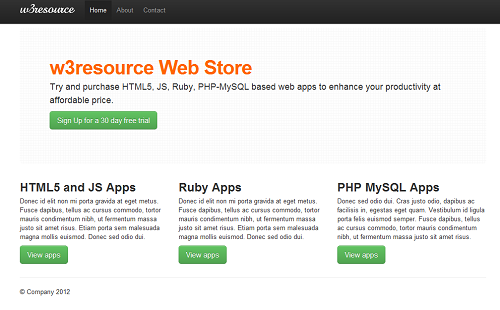 w3resource Home About Contact
w3resource Web Store
Try and purchase HTML5, JS, Ruby, PHP-MySQL based web apps to enhance your productivity at
affordable price.
Sign Up for a 30 day free trial
HTML5 and JS Apps
Donec id elit non mi porta gravida at eget metus.
Fusce dapibus, tellus ac cursus commodo, tortor
mauris condimentum nibh, ut fermentum massa
justo sit amet risus. Etiam porta sem malesuada
magna mollis euismod. Donec sed odio dui.
View apps
Ruby Apps
Donec id elit non mi porta gravida at eget metus.
Fusce dapibus, tellus ac cursus commodo, tortor
mauris condimentum nibh, ut fermentum massa
justo sit amet risus. Etiam porta sem malesuada
magna mollis euismod. Donec sed odio dui.
View apps
PHP MySQL Apps
Donec sed odio dui. Cras justo odio, dapibus ac
facilisis in, egestas eget quam. Vestibulum id ligula
porta felis euismod semper. Fusce dapibus, tellus
ac cursus commodo, tortor mauris condimentum
nibh, ut fermentum massa justo sit amet risus.
View apps
© Company 2012